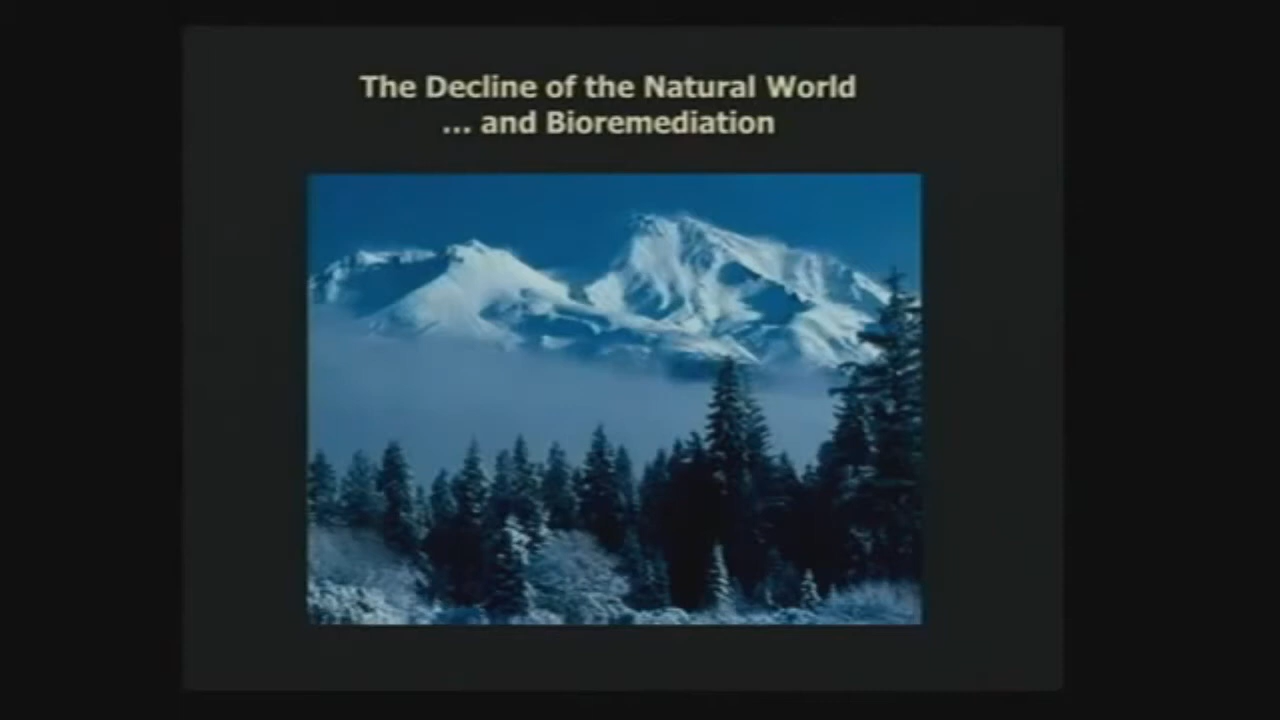 The Decline of the Natural World
... and Bioremediation